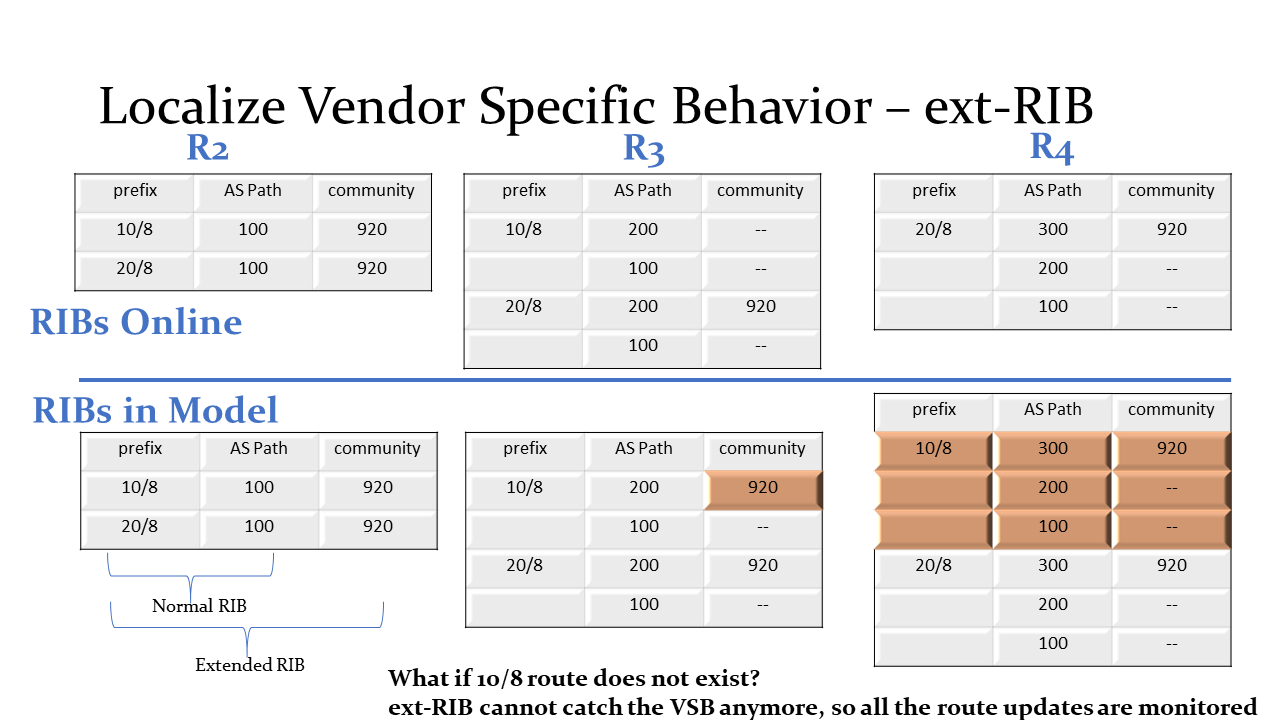 Localize Vendor Specific Behavior – ext-RIB
R2
prefix AS Path community
10/8 100 920
20/8 100 920
R3
prefix AS Path community
10/8 200 --
100 --
20/8 200 920
100 --
R4
prefix AS Path community
20/8 300 920
200 --
100 --
RIBs Online
RIBs in Model
prefix AS Path community
10/8 100 920
20/8 100 920
Normal RIB
Extended RIB
prefix AS Path community
10/8 200 920
100 --
20/8 200 920
100 --
prefix AS Path community
10/8 300 920
200 --
100 --
20/8 300 920
200 --
100 --
What if 10/8 route does not exist?
ext-RIB cannot catch the VSB anymore, so all the route updates are monitored